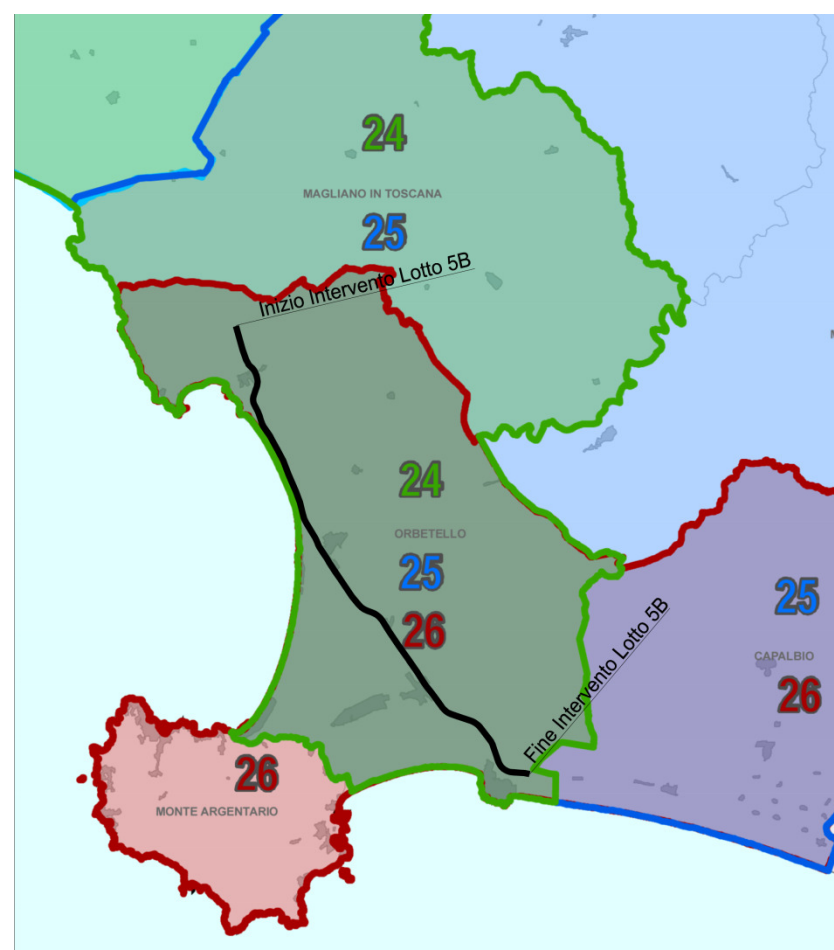 24
MAGLIANO IN TOSCANA
25
Inizio Intervento Lotto 5B
24
ORBETELLO
25
26
Fine Intervento Lotto 5B
25
CAPALBIO
26
26
MONTE ARGENTARIO